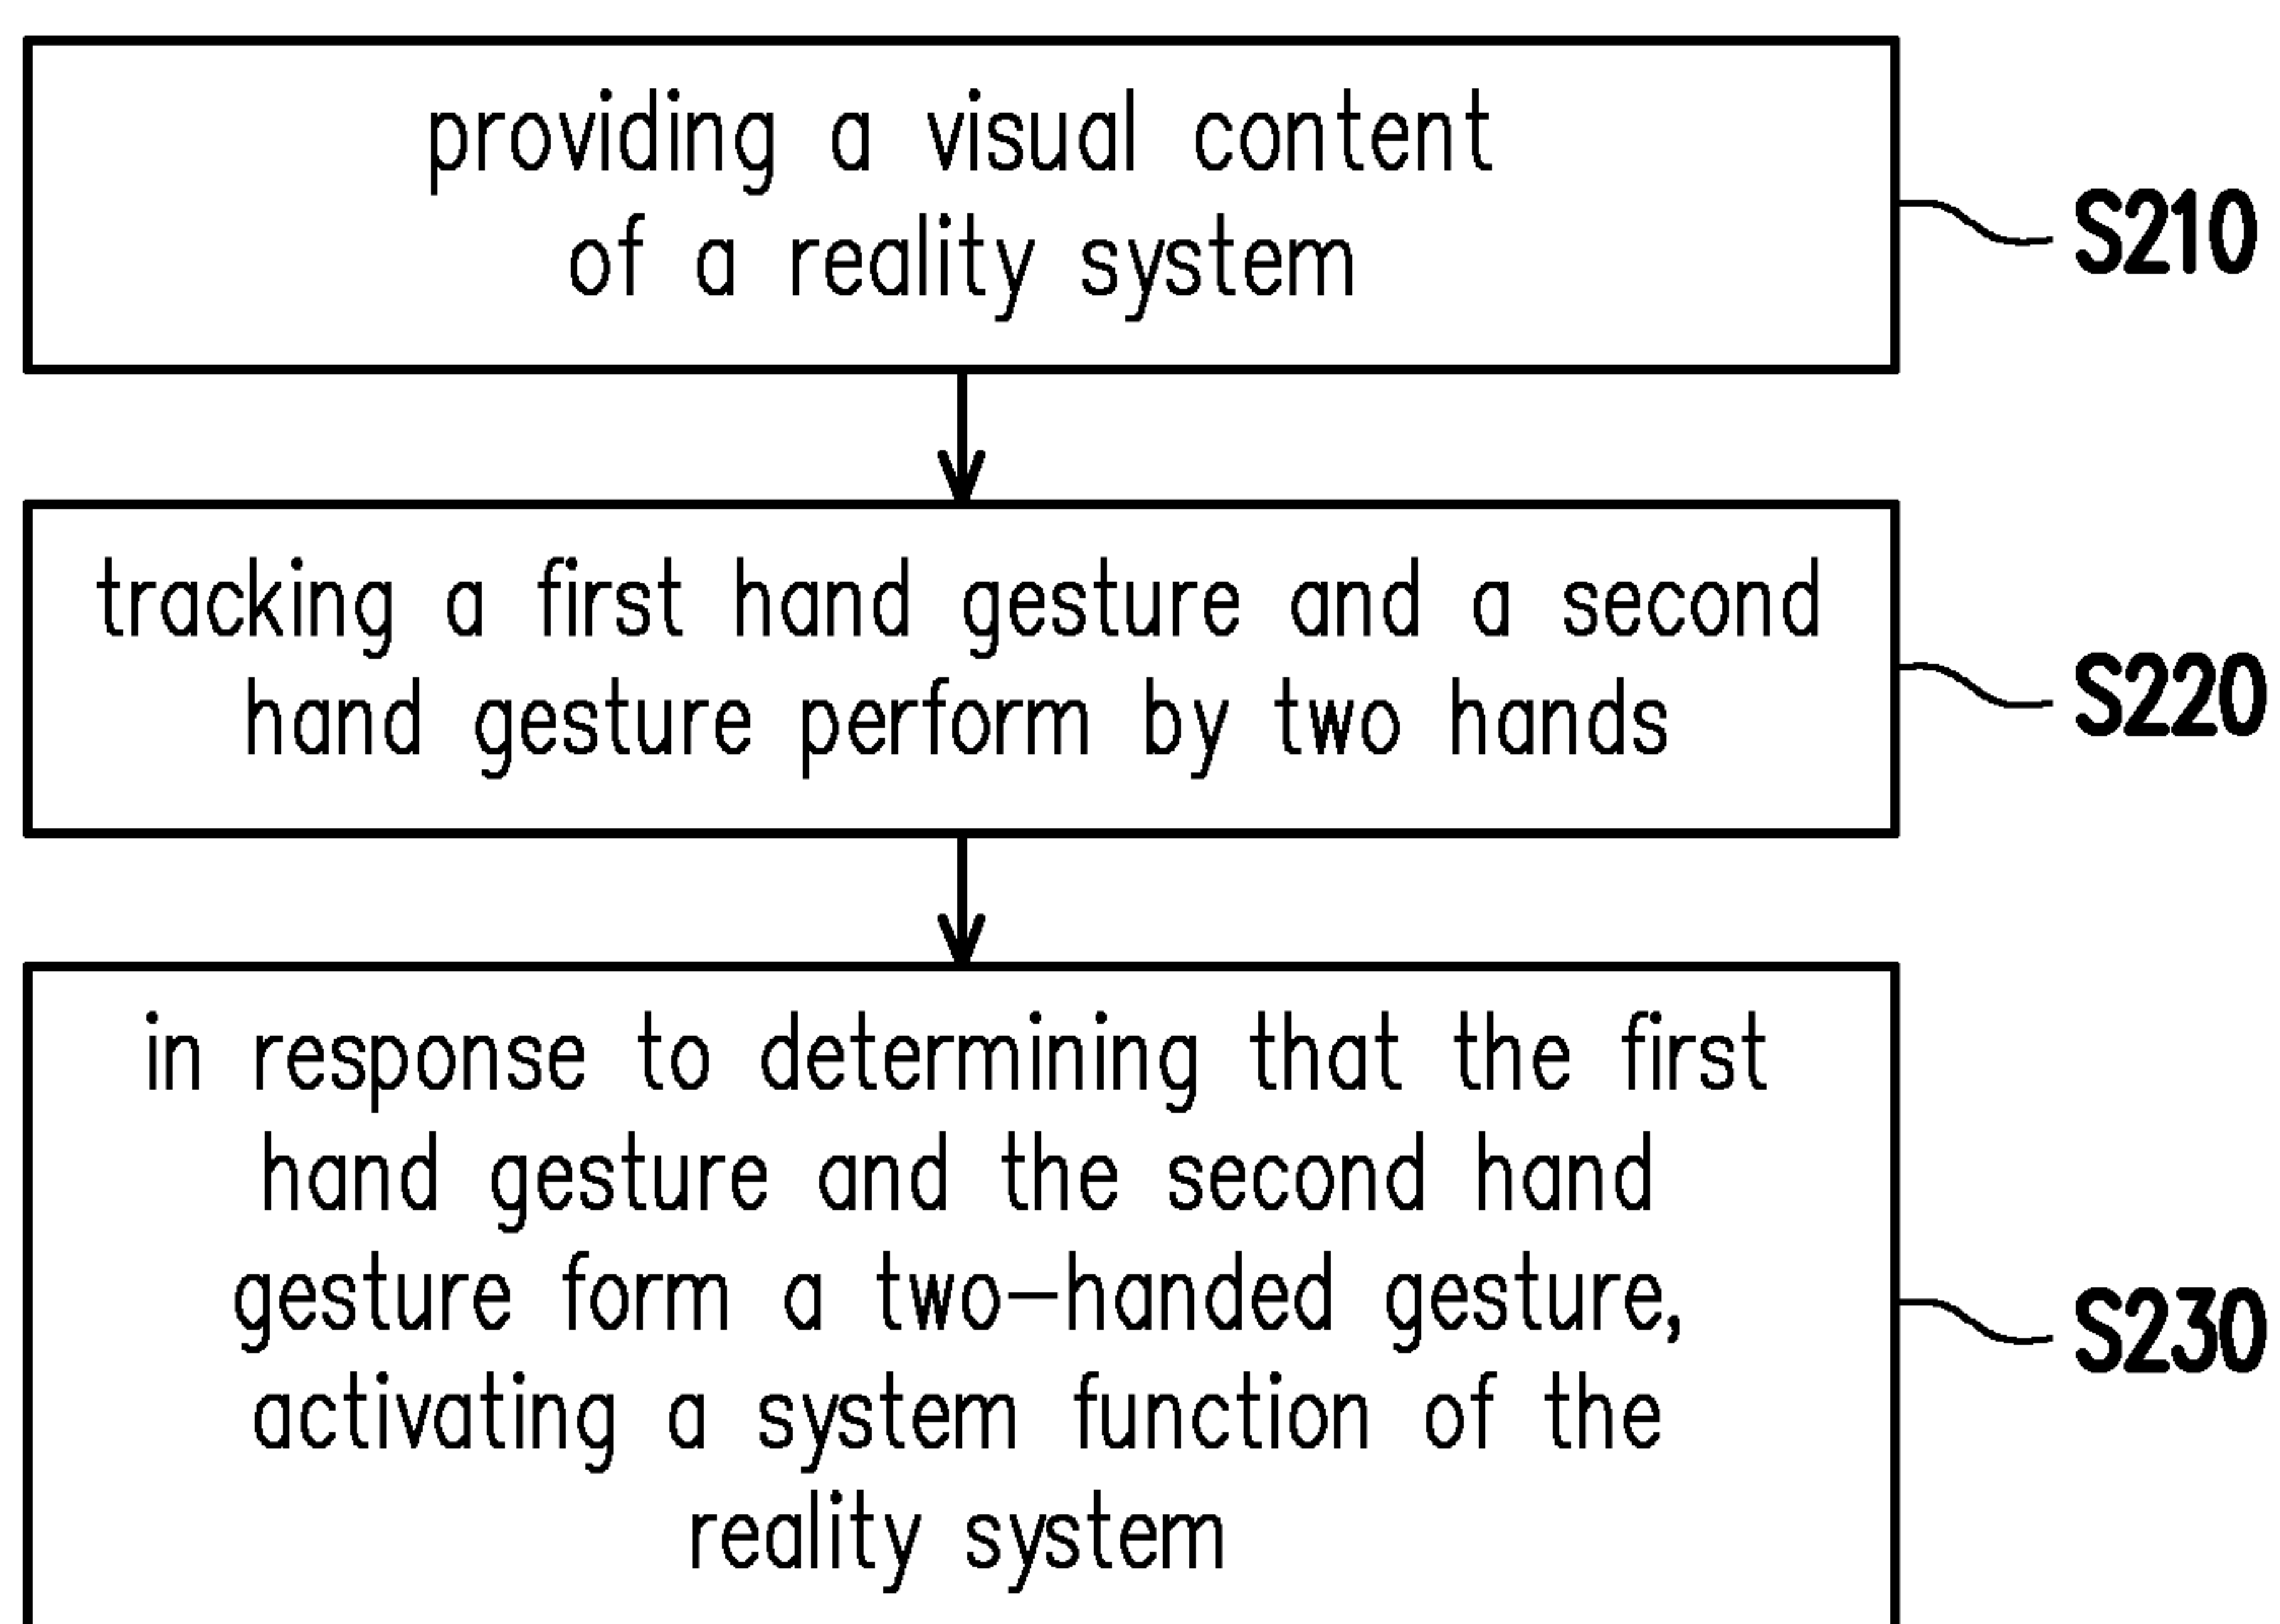 providing a visual content
of a reality system
S210
tracking a first hand gesture and a second
hand gesture perform by two hands
S220
in response to determining that the first
hand gesture and the second hand
gesture form a two-handed gesture,
activating a system function of the
reality system
S230